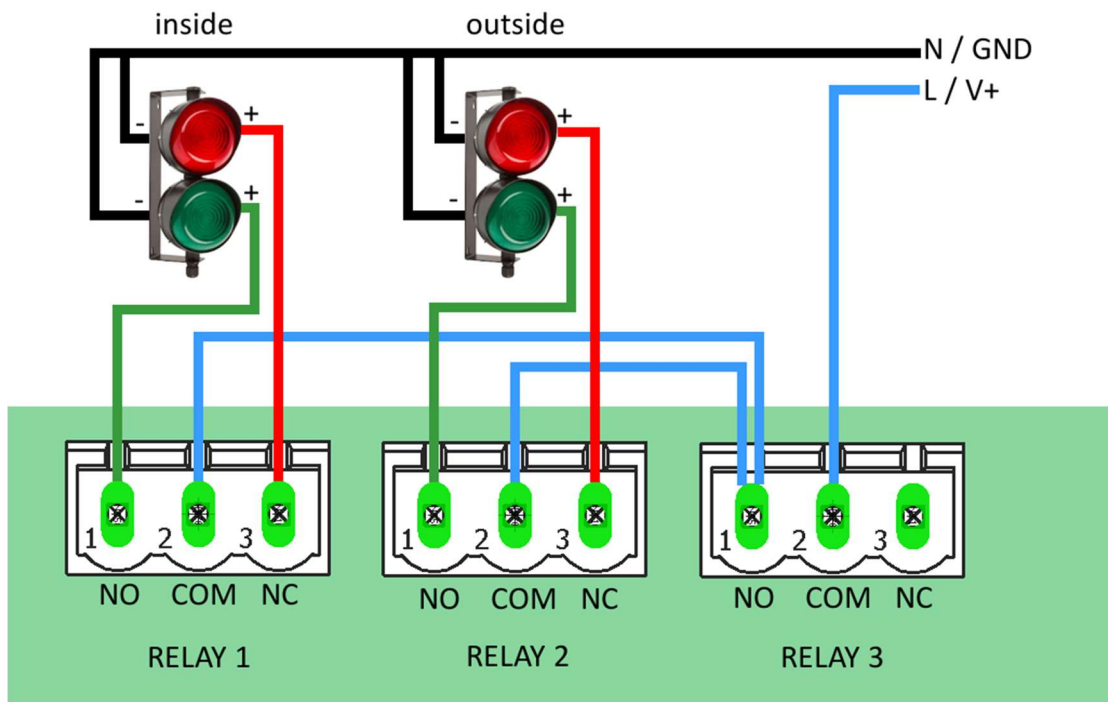 inside outside
N / GND
L / V+
+ +
- -
+ +
- -
1 2 3 1 2 3 1 2 3
NO COM NC NO COM NC NO COM NC
RELAY 1 RELAY 2 RELAY 3